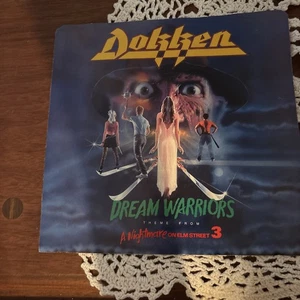 Dokken
DREAM WARRIORS
THEME FROM
A Nightmare ON ELM STREET 3